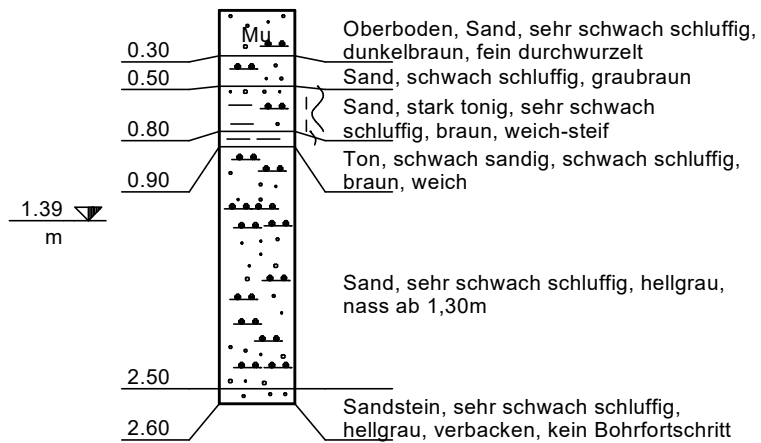 Mu
Oberboden, Sand, sehr schwach schluffig,
dunkelbraun, fein durchwurzelt
0.30
Sand, schwach schluffig, graubraun
0.50
Sand, stark tonig, sehr schwach
schluffig, braun, weich-steif
0.80
Ton, schwach sandig, schwach schluffig,
braun, weich
0.90
1.39
m
Sand, sehr schwach schluffig, hellgrau,
nass ab 1,30m
2.50
Sandstein, sehr schwach schluffig,
hellgrau, verbacken, kein Bohrfortschritt
2.60